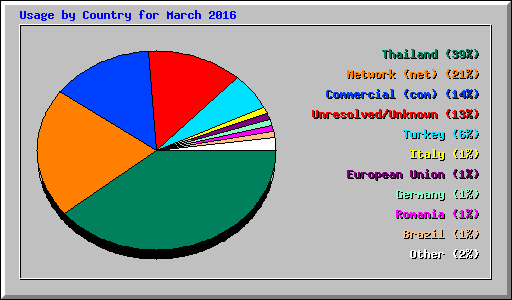 Usage by Country for March 2016
Thailand (39%)
Network (net) (21%)
Commercial (com) (14%)
Unresolved/Unknown (13%)
Turkey (6%)
Italy (1%)
European Union (1%)
Germany (1%)
Romania (1%)
Brazil (1%)
Other (2%)